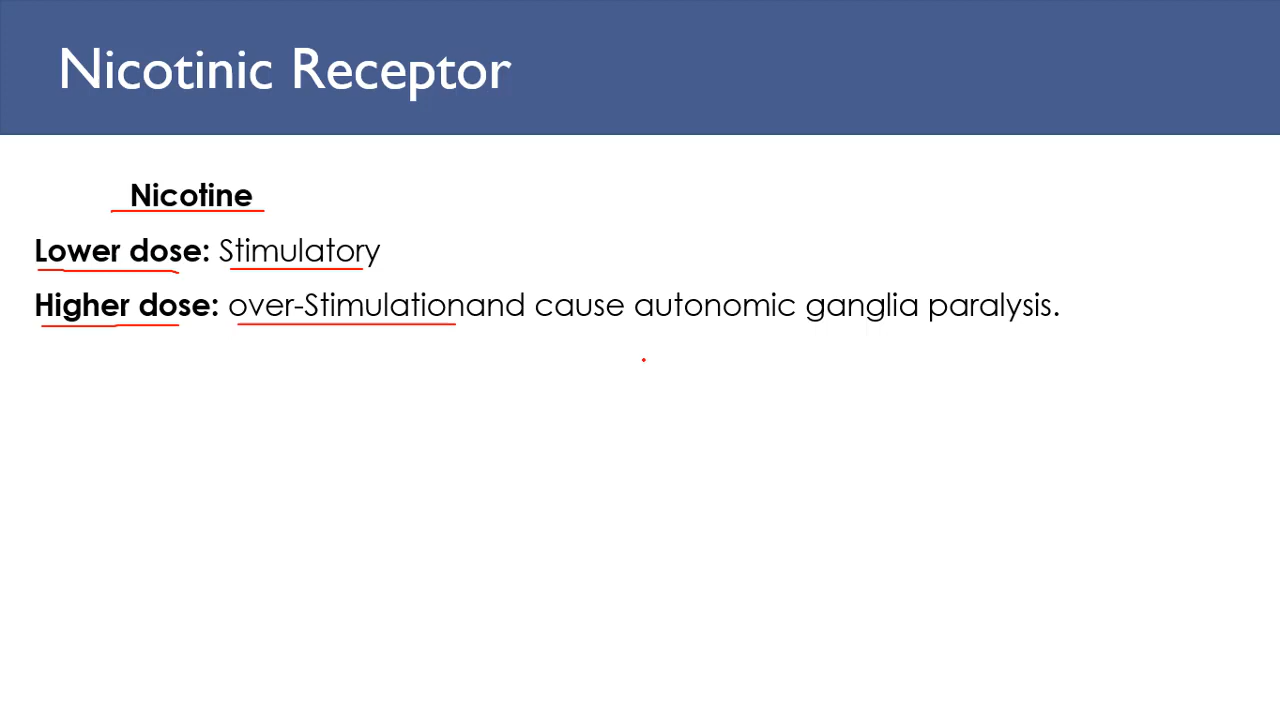 Nicotinic Receptor
Nicotine
Lower dose: Stimulatory
Higher dose: over-Stimulationand cause autonomic ganglia paralysis.